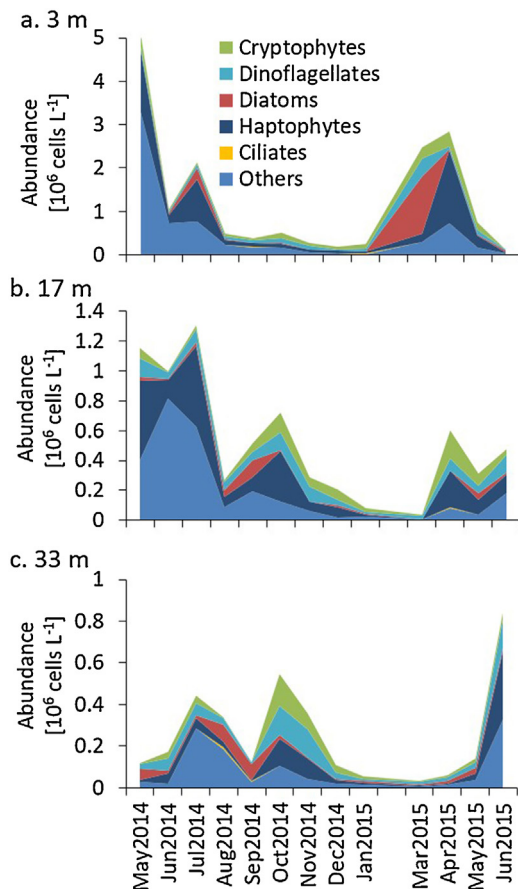 a. 3 m
Abundance
[10⁶ cells L⁻¹]
5
4
3
2
1
0
Cryptophytes
Dinoflagellates
Diatoms
Haptophytes
Ciliates
Others
b. 17 m
Abundance
[10⁶ cells L⁻¹]
1.4
1.2
1
0.8
0.6
0.4
0.2
0
c. 33 m
Abundance
[10⁶ cells L⁻¹]
1
0.8
0.6
0.4
0.2
0
May2014
Jun2014
Jul2014
Aug2014
Sep2014
Oct2014
Nov2014
Dec2014
Jan2015
Mar2015
Apr2015
May2015
Jun2015